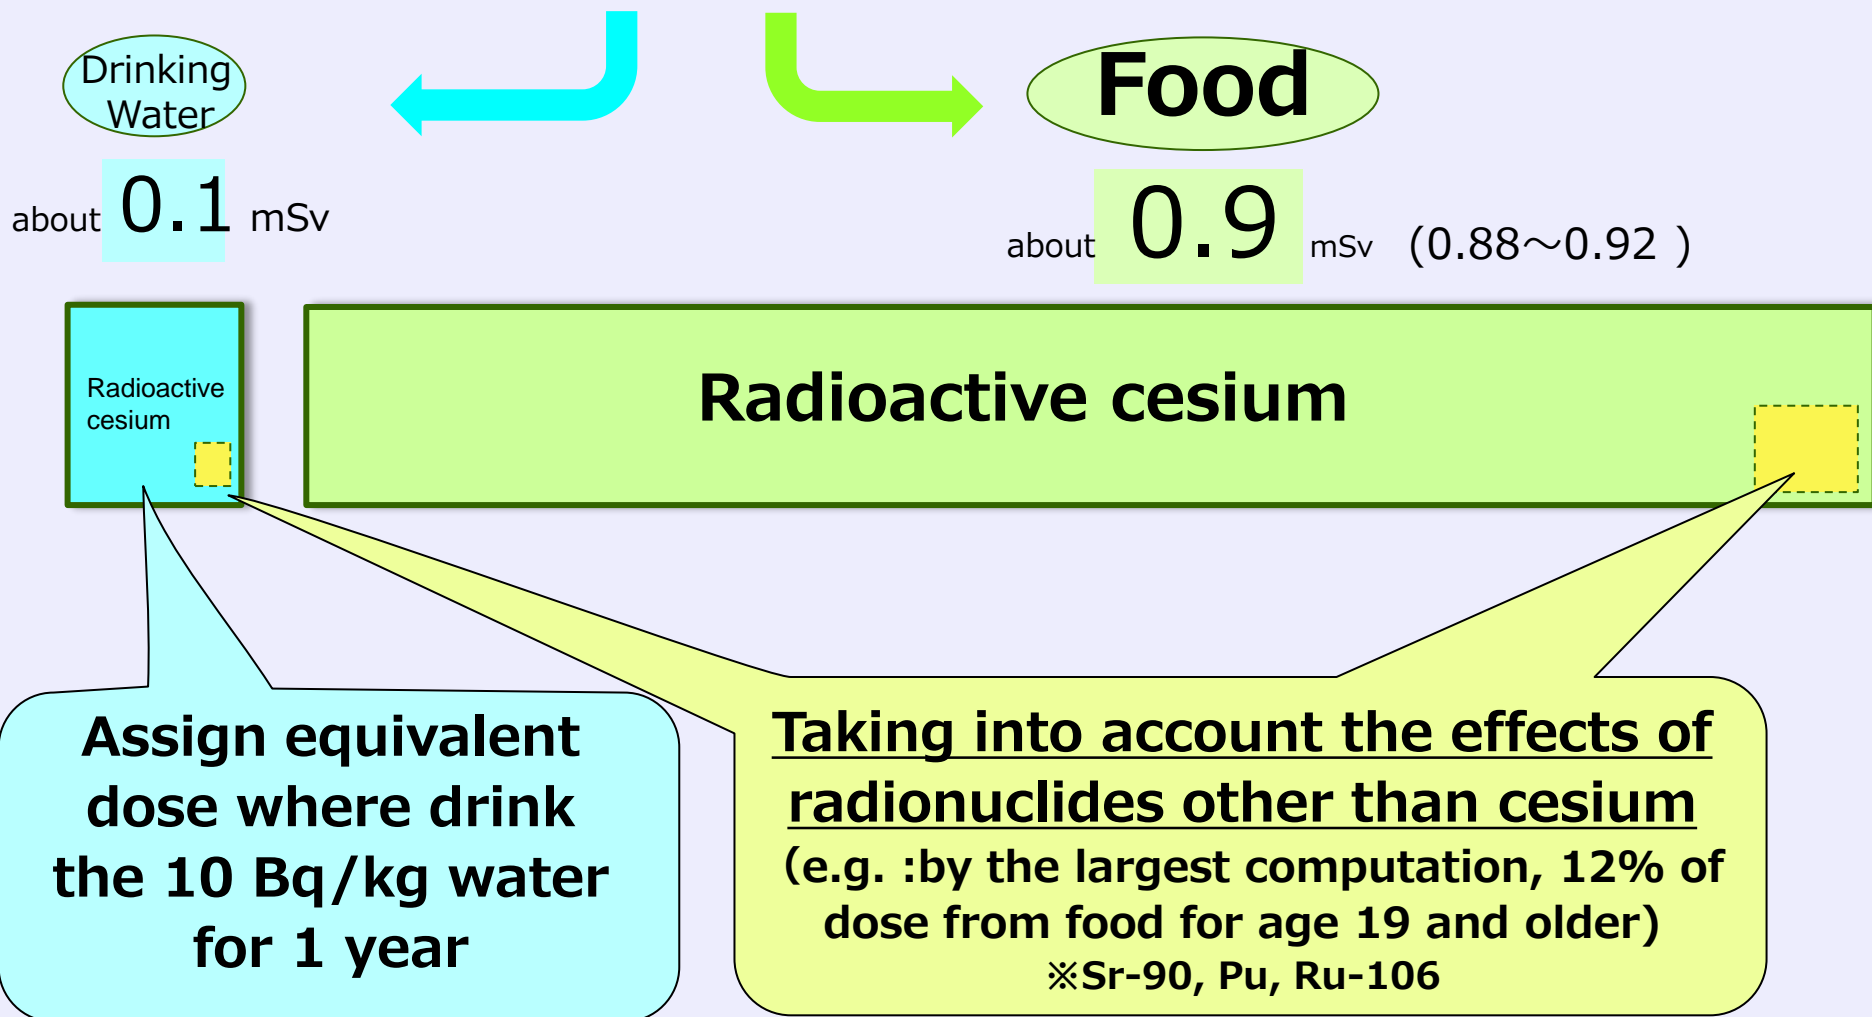 Drinking
Water
Food
about 0.1 mSv
about 0.9 mSv (0.88～0.92 )
Radioactive
cesium
Radioactive cesium
Assign equivalent
dose where drink
the 10 Bq/kg water
for 1 year
Taking into account the effects of
radionuclides other than cesium
(e.g. :by the largest computation, 12% of
dose from food for age 19 and older)
※Sr-90, Pu, Ru-106